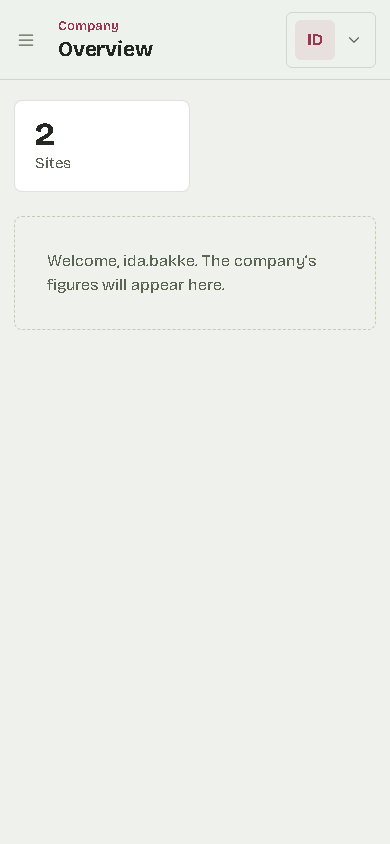 Company
Overview
ID
2
Sites
Welcome, ida.bakke. The company's
figures will appear here.